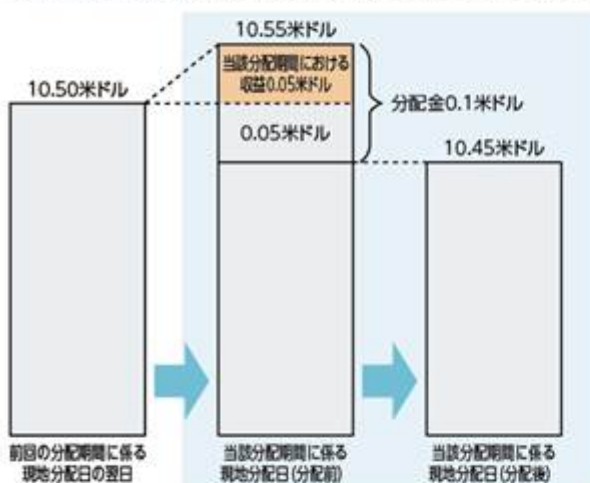 10.55米ドル
当該分配期間における
収益0.05米ドル
10.50米ドル
分配金0.1米ドル
0.05米ドル
10.45米ドル
前回の分配期間に係る
現地分配日の翌日
当該分配期間に係る
現地分配日(分配前)
当該分配期間に係る
現地分配日(分配後)